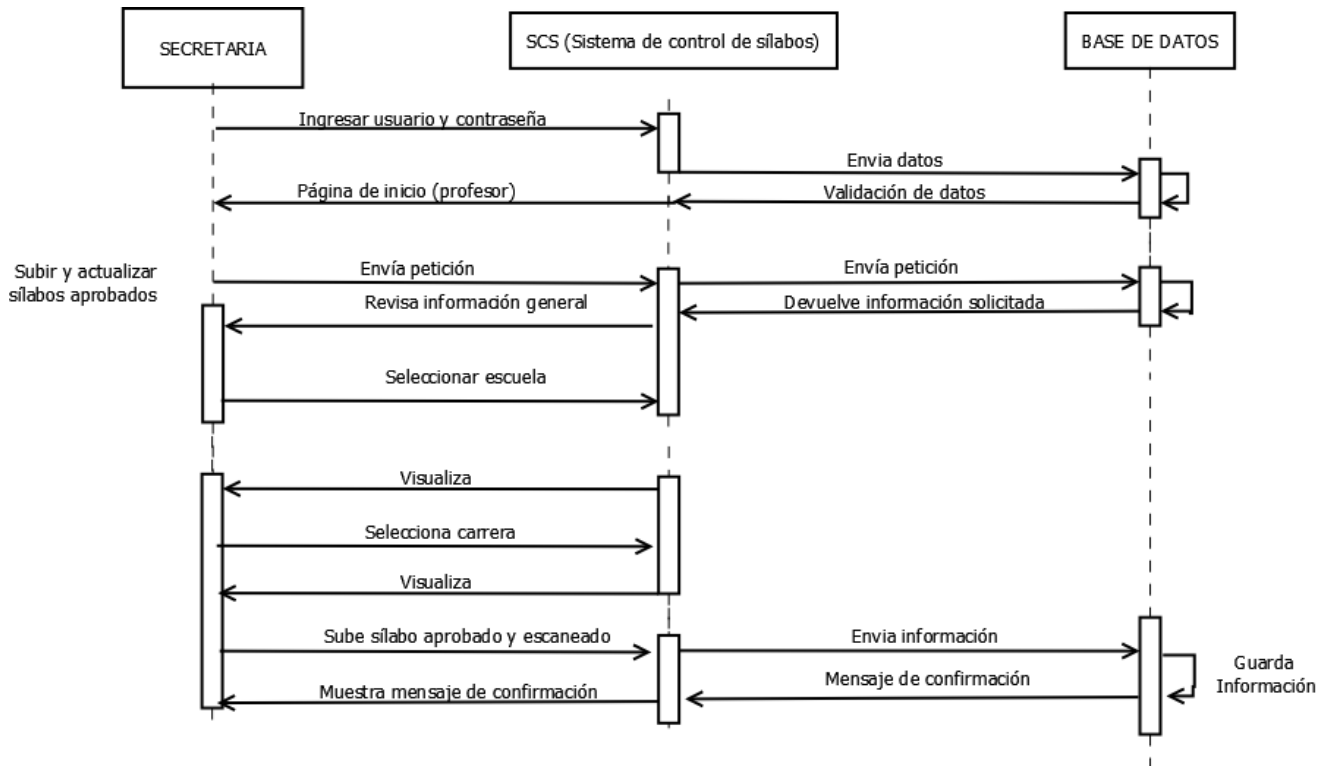 SECRETARIA
SCS (Sistema de control de sílabos)
BASE DE DATOS
Ingresar usuario y contraseña
Envia datos
Página de inicio (profesor)
Validación de datos
Subir y actualizar
sílabos aprobados
Envía petición
Envía petición
Revisa información general
Devuelve información solicitada
Seleccionar escuela
Visualiza
Selecciona carrera
Visualiza
Sube sílabo aprobado y escaneado
Envia información
Guarda
Información
Muestra mensaje de confirmación
Mensaje de confirmación